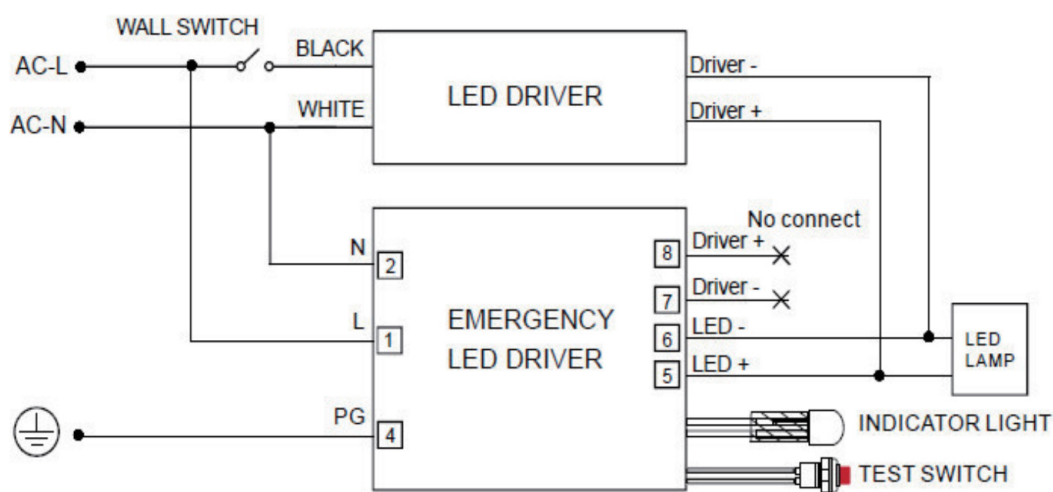 WALL SWITCH
AC-L
BLACK
AC-N
WHITE
LED DRIVER
Driver -
Driver +
N
2
L
1
PG
4
EMERGENCY
LED DRIVER
No connect
8
Driver +
7
Driver -
6
LED -
5
LED +
LED
LAMP
INDICATOR LIGHT
TEST SWITCH